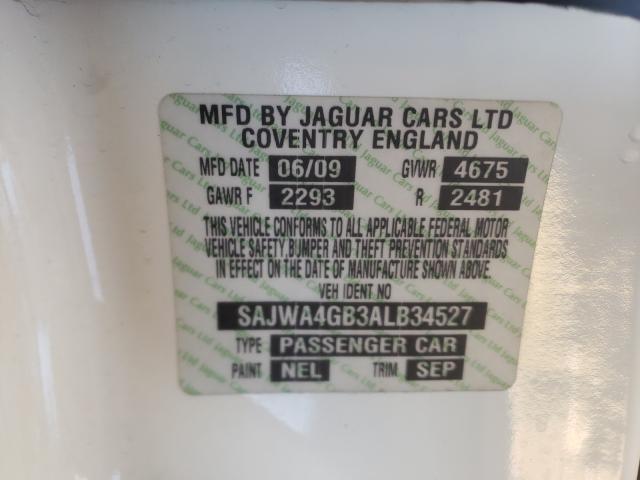 MFD BY JAGUAR CARS LTD
COVENTRY ENGLAND
MFD DATE 06/09 GVWR 4675
GAWR F 2293 R 2481
THIS VEHICLE CONFORMS TO ALL APPLICABLE FEDERAL MOTOR
VEHICLE SAFETY,BUMPER AND THEFT PREVENTION STANDARDS
IN EFFECT ON THE DATE OF MANUFACTURE SHOWN ABOVE.
VEH IDENT NO
SAJWA4GB3ALB34527
TYPE PASSENGER CAR
PAINT NEL TRIM SEP